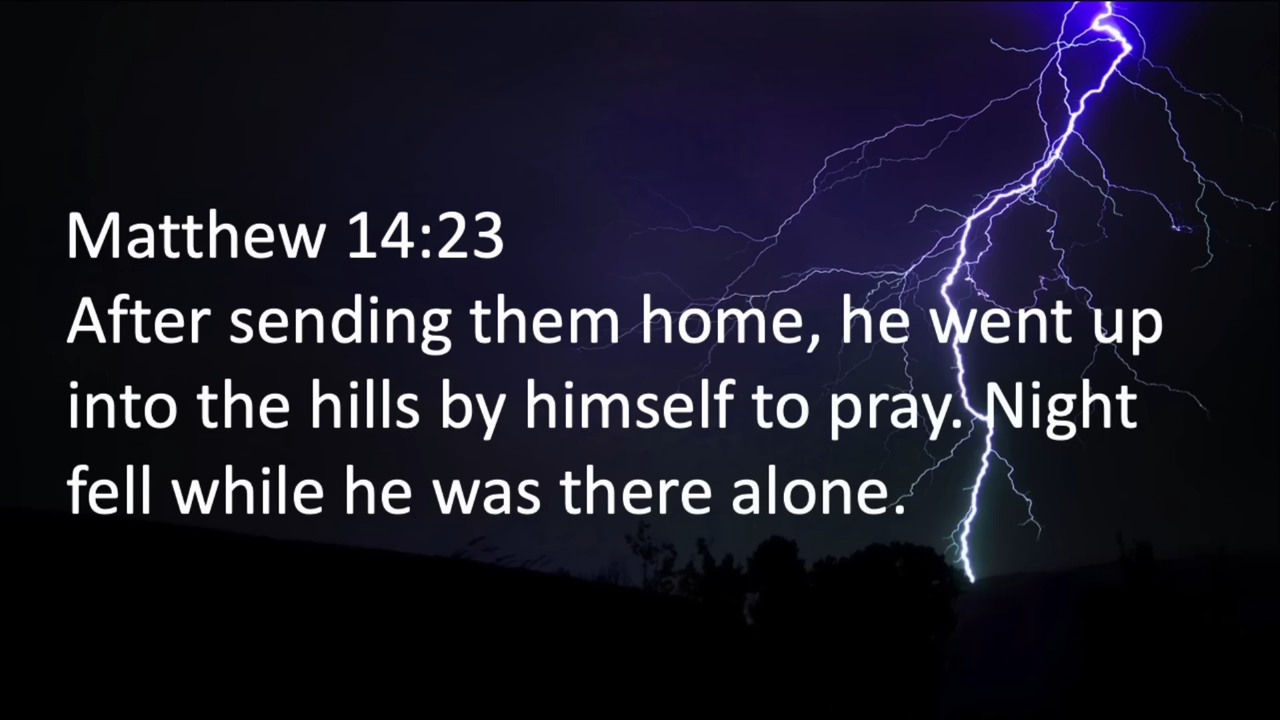 Matthew 14:23
After sending them home, he went up
into the hills by himself to pray. Night
fell while he was there alone.